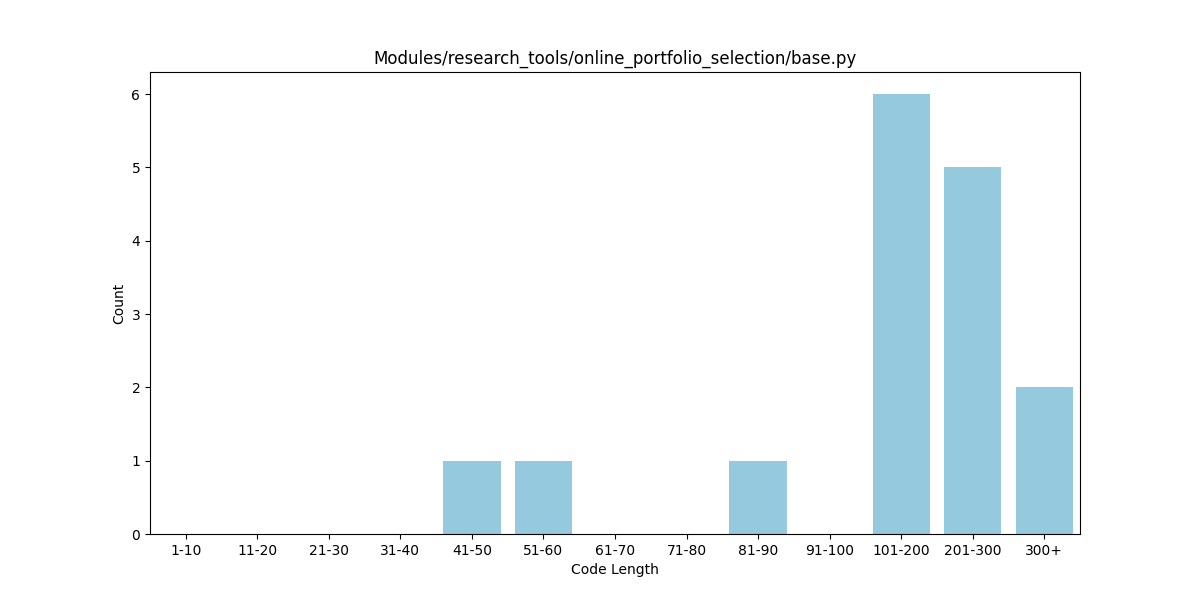 Modules/research_tools/online_portfolio_selection/base.py
6
5
4
3
2
1
0
Count
1-10 11-20 21-30 31-40 41-50 51-60 61-70 71-80 81-90 91-100 101-200 201-300 300+
Code Length